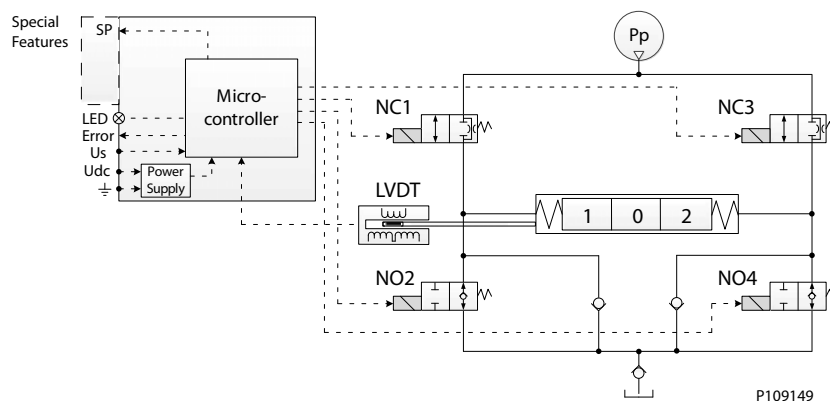 Special
Features
SP
Pp
Micro-
controller
NC1
NC3
LED
Error
Us
Udc
Power
Supply
LVDT
1 0 2
NO2
NO4
P109149